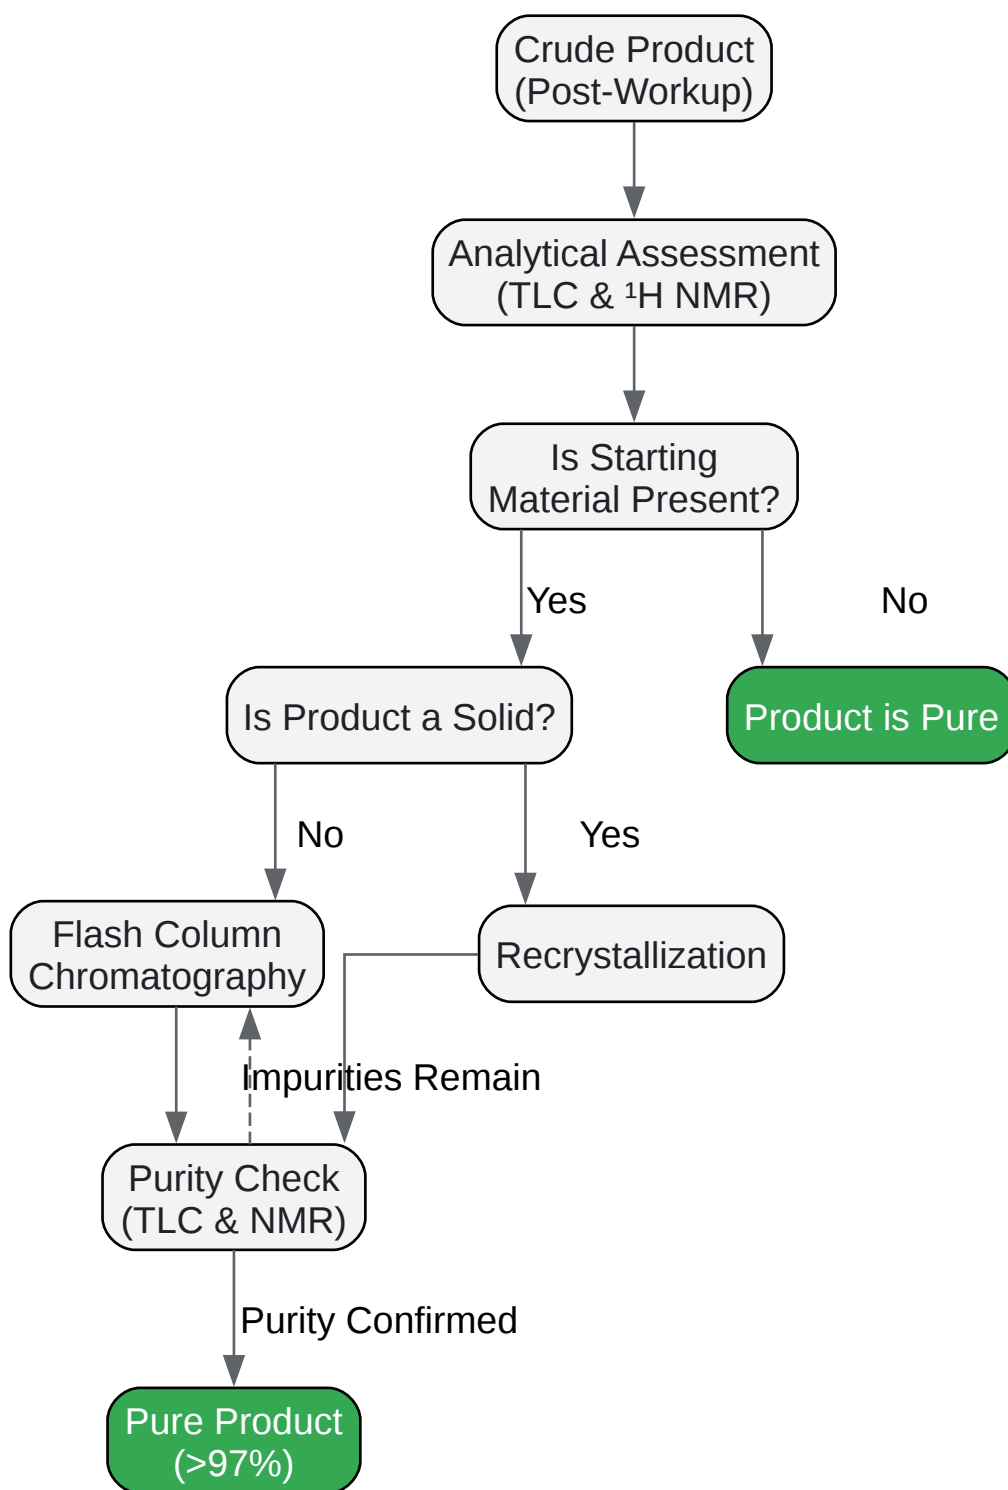 Crude Product
(Post-Workup)
Analytical Assessment
(TLC & ¹H NMR)
Is Starting
Material Present?
Yes
No
Is Product a Solid?
Product is Pure
No
Yes
Flash Column
Chromatography
Recrystallization
Impurities Remain
Purity Check
(TLC & NMR)
Purity Confirmed
Pure Product
(>97%)